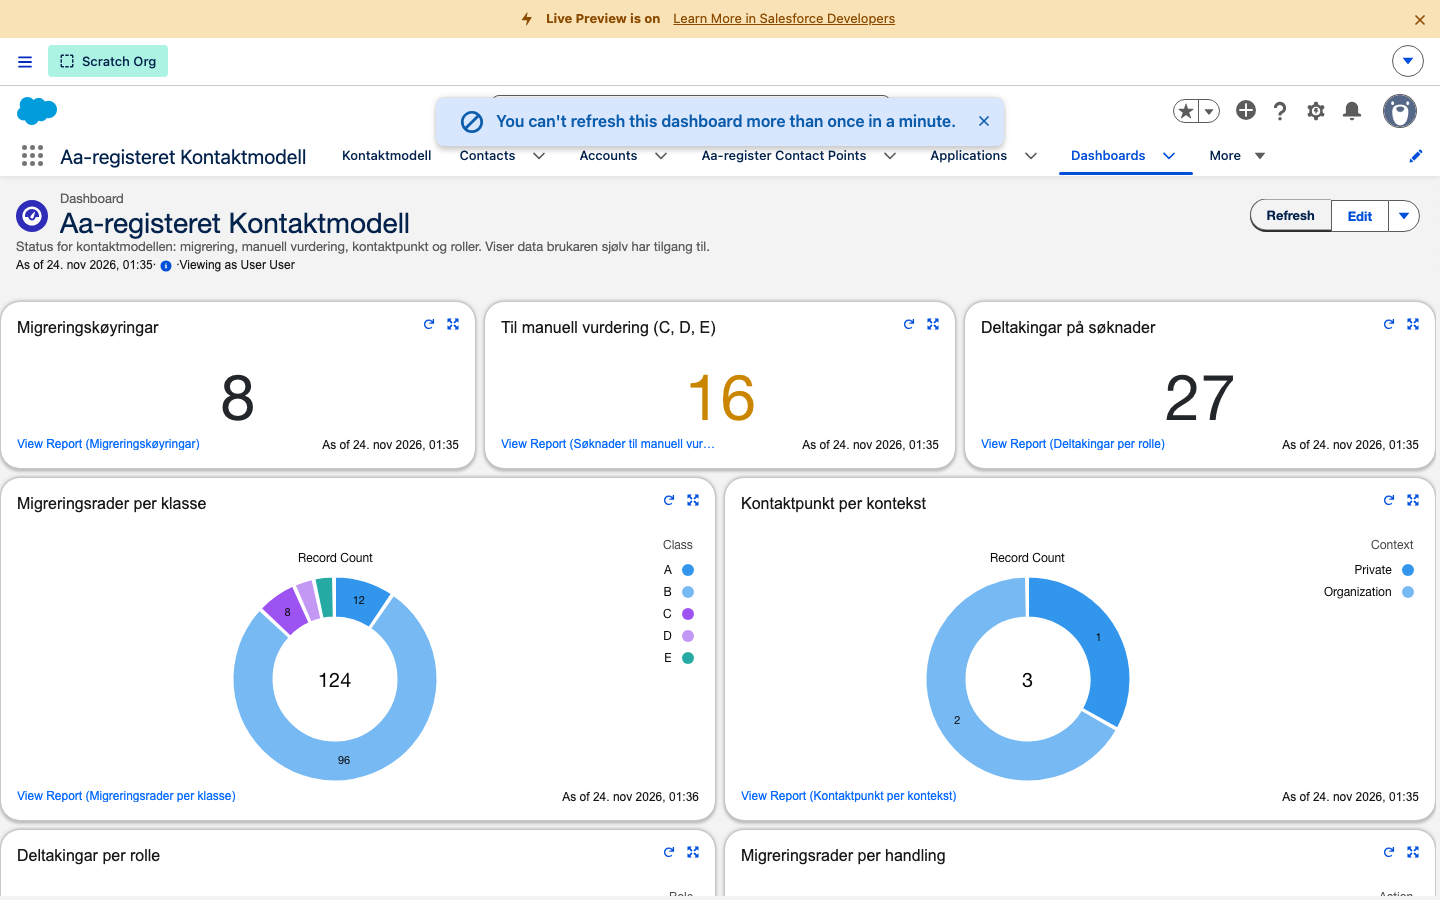 Live Preview is on Learn More in Salesforce Developers
Scratch Org
You can't refresh this dashboard more than once in a minute.
Aa-registeret Kontaktmodell
Kontaktmodell
Contacts
Accounts
Aa-register Contact Points
Applications
Dashboards
More
Dashboard
Aa-registeret Kontaktmodell
Status for kontaktmodellen: migrering, manuell vurdering, kontaktpunkt og roller. Viser data brukaren sjølv har tilgang til.
As of 24. nov 2026, 01:35· ·Viewing as User User
Refresh
Edit
Migreringskøyringar
8
View Report (Migreringskøyringar)
As of 24. nov 2026, 01:35
Til manuell vurdering (C, D, E)
16
View Report (Søknader til manuell vur…
As of 24. nov 2026, 01:35
Deltakingar på søknader
27
View Report (Deltakingar per rolle)
As of 24. nov 2026, 01:35
Migreringsrader per klasse
Record Count
12
8
124
96
Class
A
B
C
D
E
View Report (Migreringsrader per klasse)
As of 24. nov 2026, 01:36
Kontaktpunkt per kontekst
Record Count
1
3
2
Context
Private
Organization
View Report (Kontaktpunkt per kontekst)
As of 24. nov 2026, 01:35
Deltakingar per rolle
Role
Migreringsrader per handling
Action